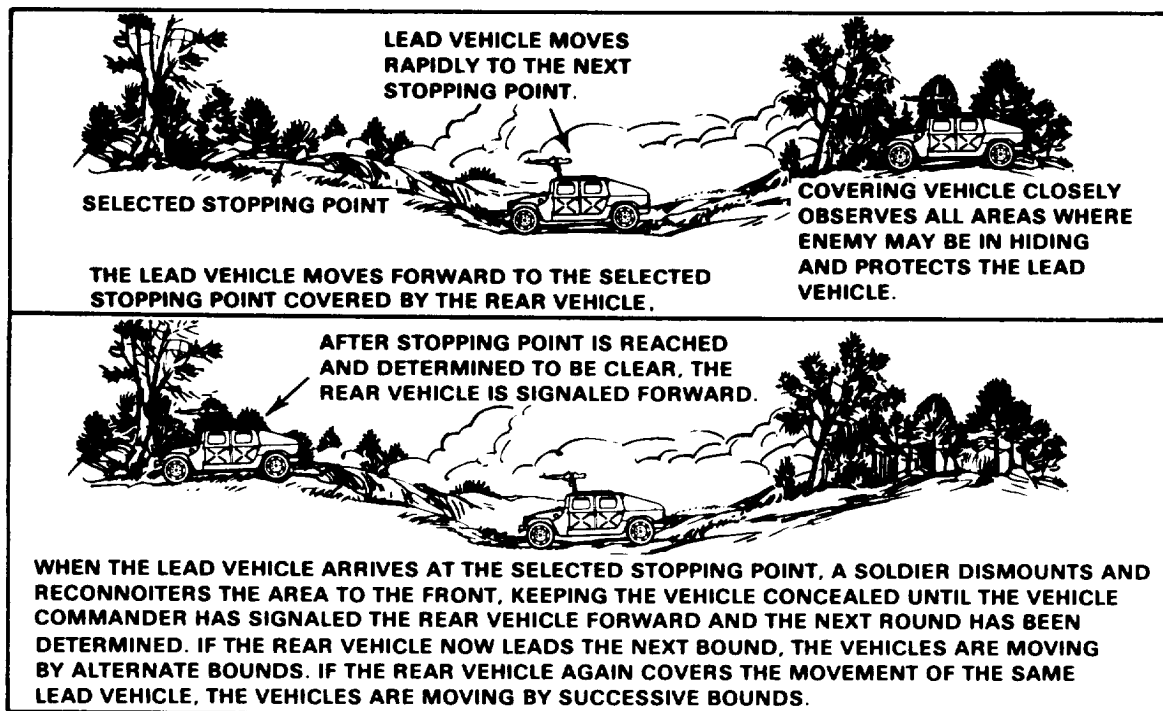 LEAD VEHICLE MOVES
RAPIDLY TO THE NEXT
STOPPING POINT.
SELECTED STOPPING POINT
COVERING VEHICLE CLOSELY
OBSERVES ALL AREAS WHERE
ENEMY MAY BE IN HIDING
AND PROTECTS THE LEAD
VEHICLE.
THE LEAD VEHICLE MOVES FORWARD TO THE SELECTED
STOPPING POINT COVERED BY THE REAR VEHICLE.
AFTER STOPPING POINT IS REACHED
AND DETERMINED TO BE CLEAR, THE
REAR VEHICLE IS SIGNALED FORWARD.
WHEN THE LEAD VEHICLE ARRIVES AT THE SELECTED STOPPING POINT, A SOLDIER DISMOUNTS AND
RECONNOITERS THE AREA TO THE FRONT, KEEPING THE VEHICLE CONCEALED UNTIL THE VEHICLE
COMMANDER HAS SIGNALED THE REAR VEHICLE FORWARD AND THE NEXT ROUND HAS BEEN
DETERMINED. IF THE REAR VEHICLE NOW LEADS THE NEXT BOUND, THE VEHICLES ARE MOVING
BY ALTERNATE BOUNDS. IF THE REAR VEHICLE AGAIN COVERS THE MOVEMENT OF THE SAME
LEAD VEHICLE, THE VEHICLES ARE MOVING BY SUCCESSIVE BOUNDS.